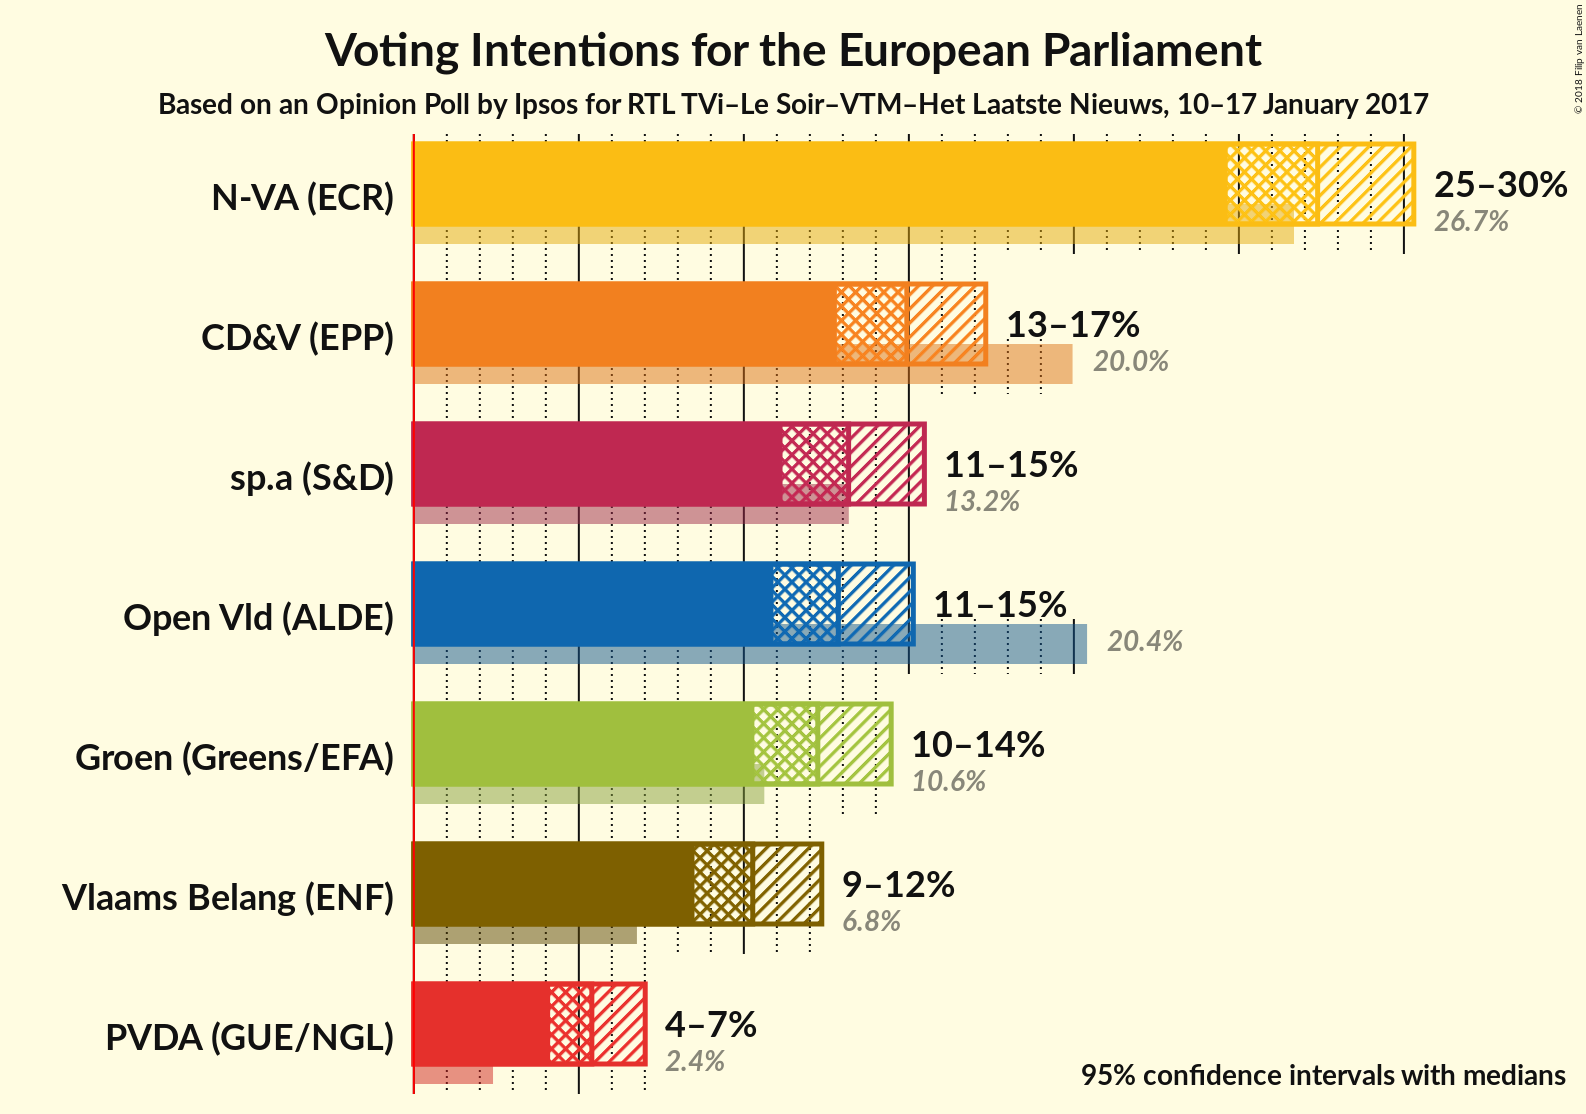 Voting Intentions for the European Parliament
Based on an Opinion Poll by Ipsos for RTL TVi–Le Soir–VTM–Het Laatste Nieuws, 10–17 January 2017
© 2018 Filip van Laenen
N-VA (ECR)
25–30%
26.7%
CD&V (EPP)
13–17%
20.0%
sp.a (S&D)
11–15%
13.2%
Open Vld (ALDE)
11–15%
20.4%
Groen (Greens/EFA)
10–14%
10.6%
Vlaams Belang (ENF)
9–12%
6.8%
PVDA (GUE/NGL)
4–7%
2.4%
95% confidence intervals with medians